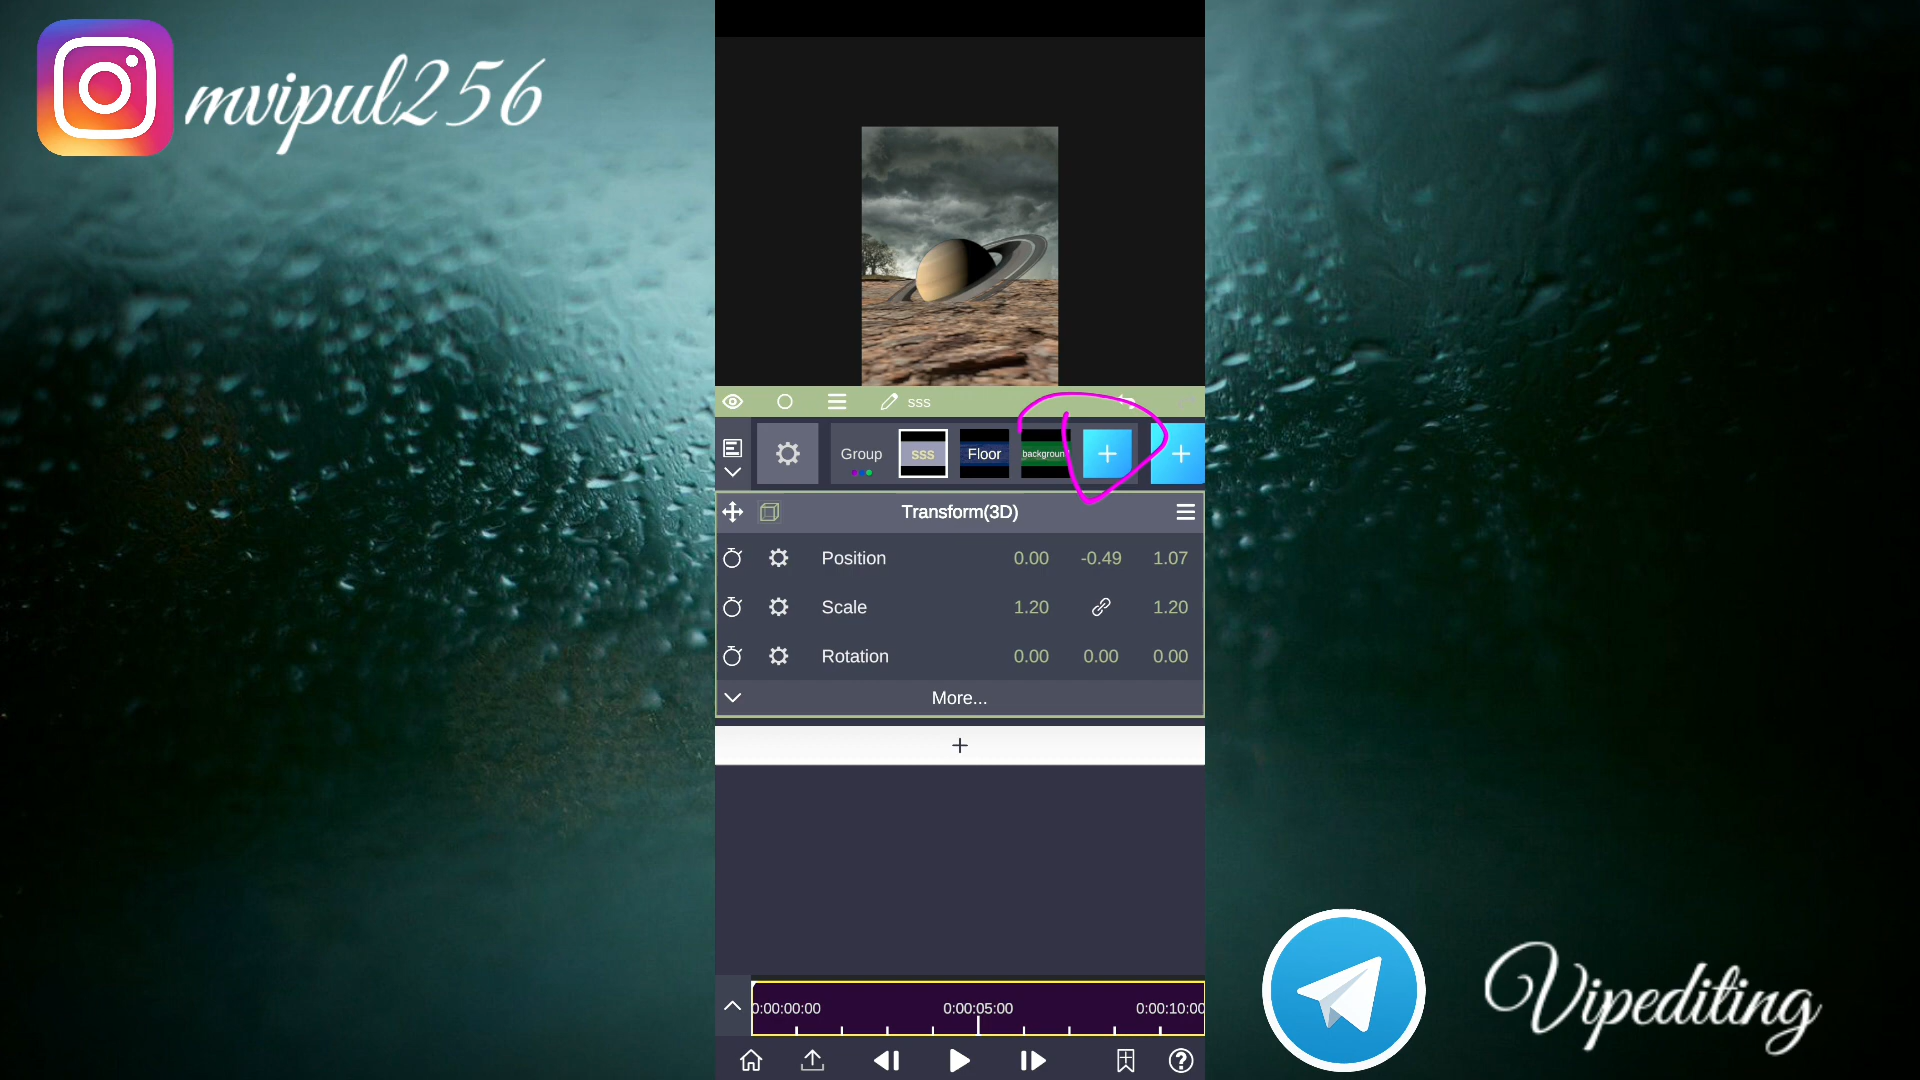 mvipul256
sss
Group
sss
Floor
background
Transform(3D)
Position 0.00 -0.49 1.07
Scale 1.20 1.20
Rotation 0.00 0.00 0.00
More...
0:00:00:00 0:00:05:00 0:00:10:00
Vipediting